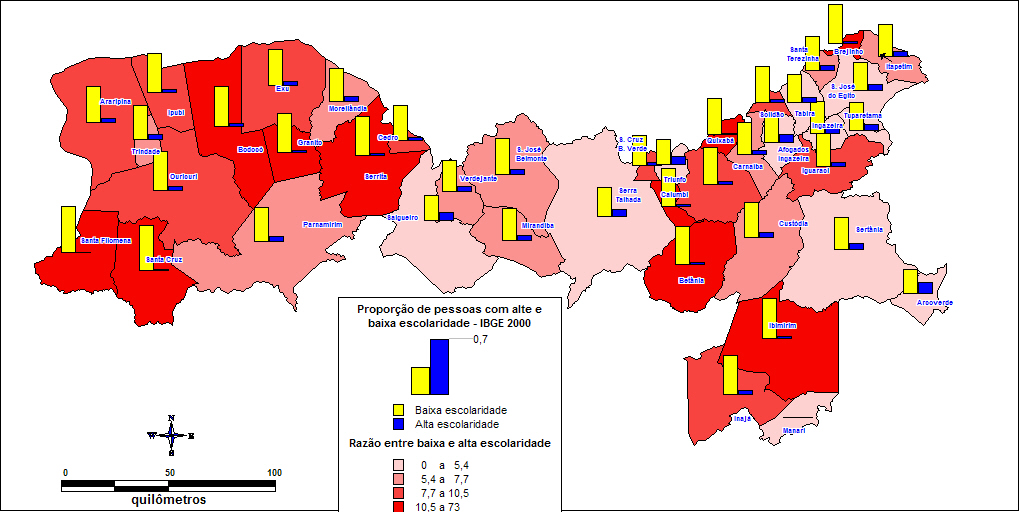 Santa
Terezinha
Brejinho
Itapetim
S. José
do Egito
Araripina
Ipubi
Exu
Moreilândia
Solidão
Tabira
Tuparetama
Ingazeira
Trindade
Bodocó
Granito
Cedro
S. Cruz
B. Verde
Quixaba
Afogados
Ingazeira
S. José
Belmonte
Carnaíba
Iguaraci
Ouricuri
Serrita
Verdejante
Triunfo
Serra
Talhada
Calumbi
Salgueiro
Parnamirim
Mirandiba
Custódia
Sertânia
Santa Filomena
Santa Cruz
Betânia
Arcoverde
Ibimirim
Inajá
Manari
Proporção de pessoas com alte e
baixa escolaridade - IBGE 2000
0,7
Baixa escolaridade
Alta escolaridade
Razão entre baixa e alta escolaridade
0 a 5,4
5,4 a 7,7
7,7 a 10,5
10,5 a 73
N
W E
S
0 50 100
quilômetros